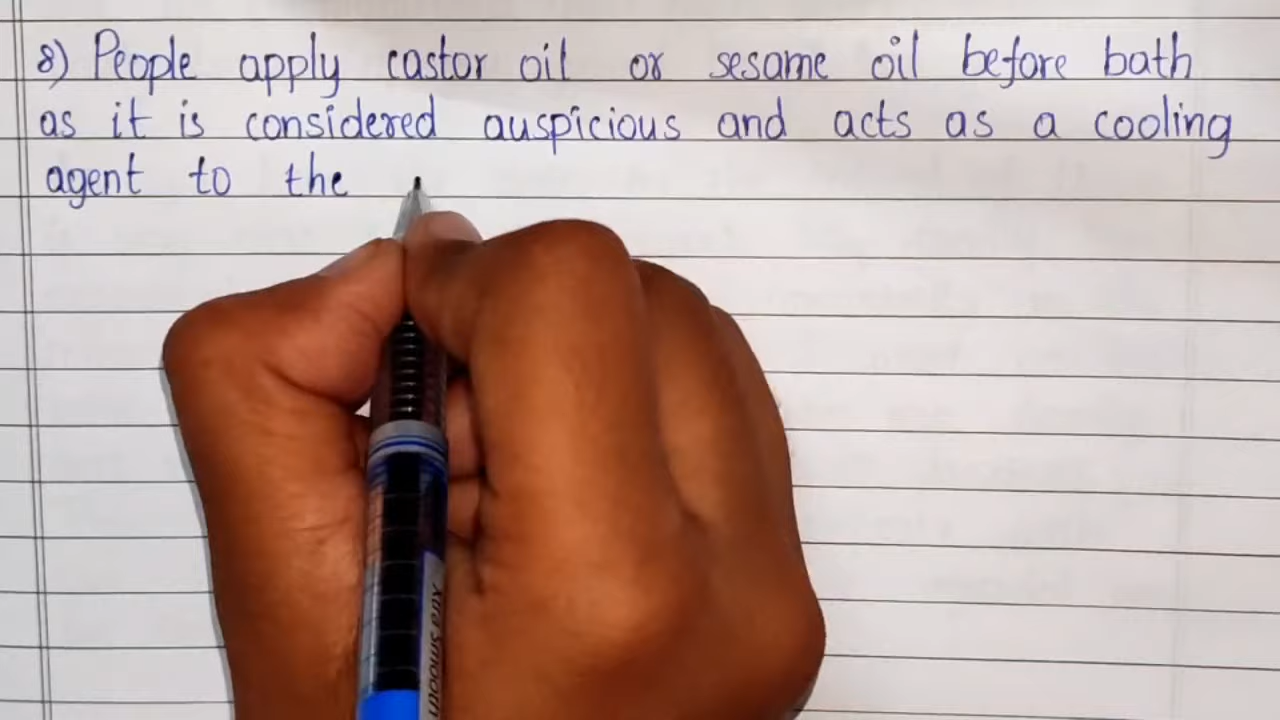 8) People apply castor oil or sesame oil before bath
as it is considered auspicious and acts as a cooling
agent to the